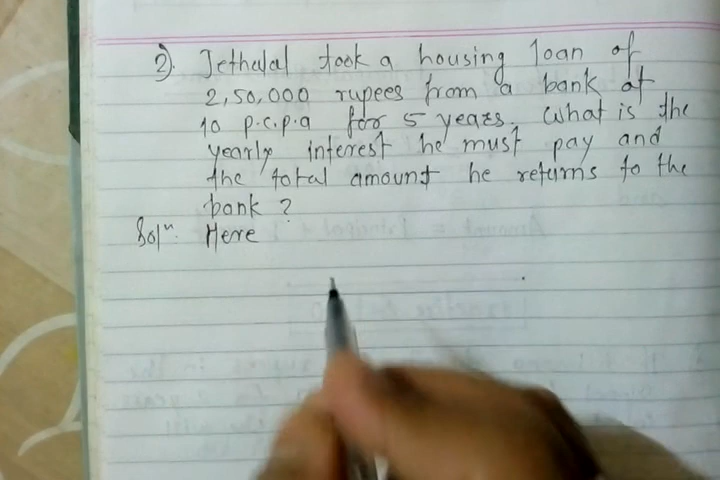 2). Jethalal took a housing loan of
2,50,000 rupees from a bank at
10 p.c.p.a for 5 years. What is the
yearly interest he must pay and
the total amount he returns to the
bank ?
Solⁿ: Here